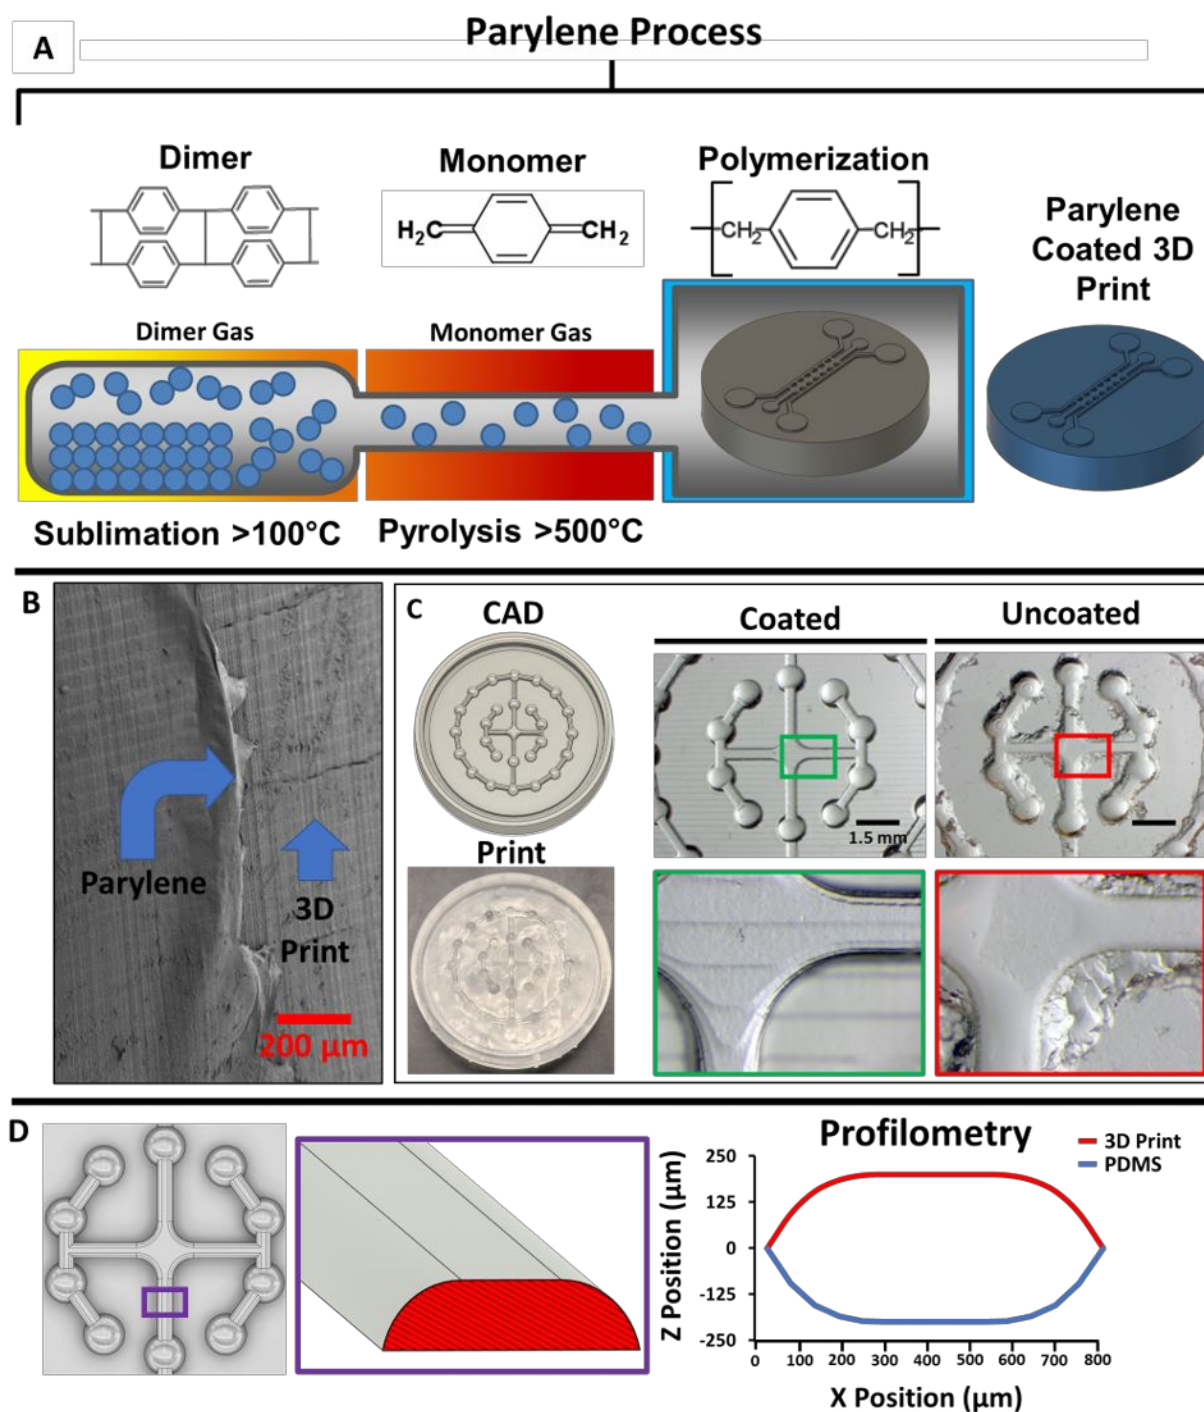 Parylene Process
A
Dimer
Monomer
Polymerization
H₂C
CH₂
CH₂
CH₂
Parylene
Coated 3D
Print
Dimer Gas
Monomer Gas
Sublimation >100°C
Pyrolysis >500°C
B
Parylene
3D
Print
200 µm
C
CAD
Print
Coated
Uncoated
1.5 mm
D
Profilometry
3D Print
PDMS
Z Position (µm)
250
125
0
-125
-250
0 100 200 300 400 500 600 700 800
X Position (µm)